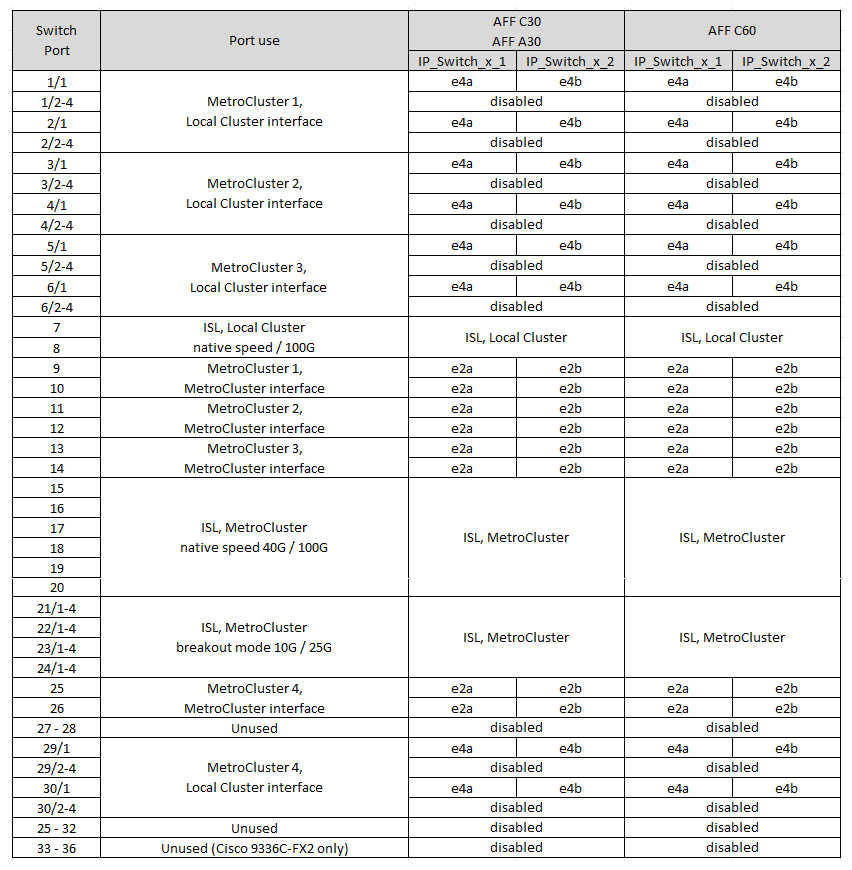 Switch Port Port use AFF C30 AFF A30 AFF C60
IP_Switch_x_1 IP_Switch_x_2 IP_Switch_x_1 IP_Switch_x_2
1/1 MetroCluster 1, Local Cluster interface e4a e4b e4a e4b
1/2-4 disabled disabled
2/1 e4a e4b e4a e4b
2/2-4 disabled disabled
3/1 MetroCluster 2, Local Cluster interface e4a e4b e4a e4b
3/2-4 disabled disabled
4/1 e4a e4b e4a e4b
4/2-4 disabled disabled
5/1 MetroCluster 3, Local Cluster interface e4a e4b e4a e4b
5/2-4 disabled disabled
6/1 e4a e4b e4a e4b
6/2-4 disabled disabled
7 ISL, Local Cluster ISL, Local Cluster ISL, Local Cluster
8 native speed / 100G
9 MetroCluster 1, e2a e2b e2a e2b
10 MetroCluster interface e2a e2b e2a e2b
11 MetroCluster 2, e2a e2b e2a e2b
12 MetroCluster interface e2a e2b e2a e2b
13 MetroCluster 3, e2a e2b e2a e2b
14 MetroCluster interface e2a e2b e2a e2b
15
16
17 ISL, MetroCluster ISL, MetroCluster ISL, MetroCluster
18 native speed 40G / 100G
19
20
21/1-4
22/1-4 ISL, MetroCluster ISL, MetroCluster ISL, MetroCluster
23/1-4 breakout mode 10G / 25G
24/1-4
25 MetroCluster 4, e2a e2b e2a e2b
26 MetroCluster interface e2a e2b e2a e2b
27 - 28 Unused disabled disabled
29/1 MetroCluster 4, Local Cluster interface e4a e4b e4a e4b
29/2-4 disabled disabled
30/1 e4a e4b e4a e4b
30/2-4 disabled disabled
25 - 32 Unused disabled disabled
33 - 36 Unused (Cisco 9336C-FX2 only) disabled disabled